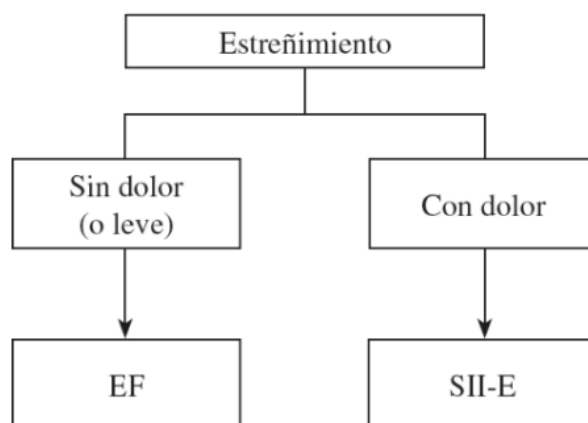 Estreñimiento
Sin dolor
(o leve)
Con dolor
EF
SII-E